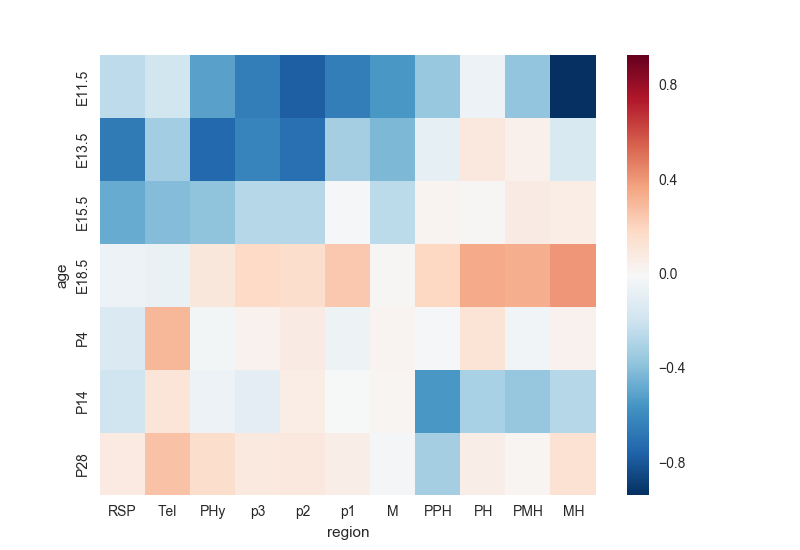 E11.5
E13.5
E15.5
E18.5
P4
P14
P28
age
RSP Tel PHy p3 p2 p1 M PPH PH PMH MH
region
0.8
0.4
0.0
−0.4
−0.8